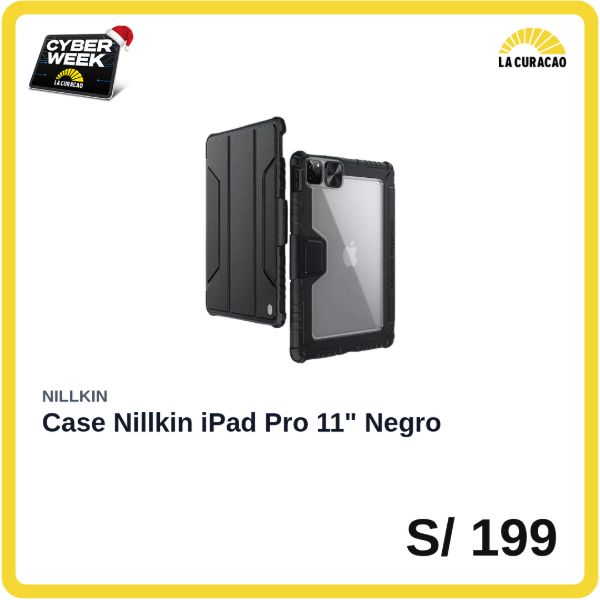 CYBER
WEEK
LA CURACAO
LA CURACAO
NILLKIN
Case Nillkin iPad Pro 11" Negro
S/ 199